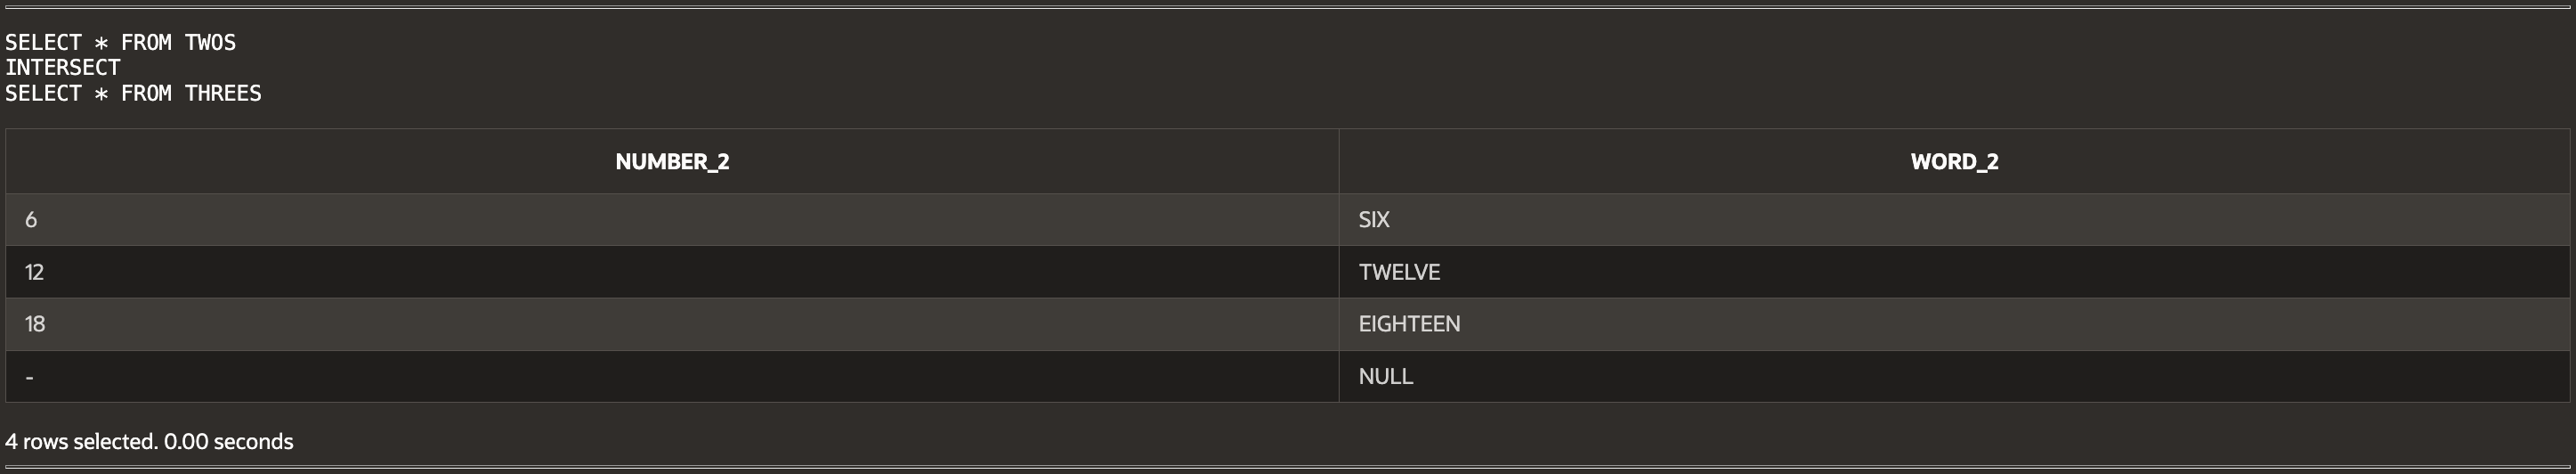 SELECT * FROM TWOS
INTERSECT
SELECT * FROM THREES
NUMBER_2 WORD_2
6 SIX
12 TWELVE
18 EIGHTEEN
- NULL
4 rows selected. 0.00 seconds